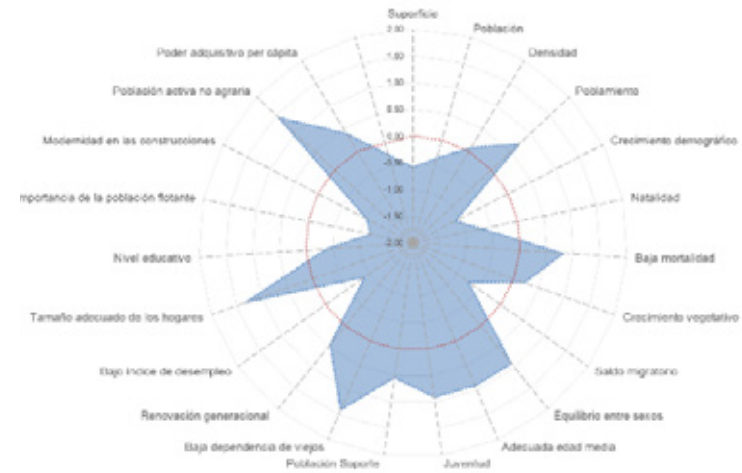 Superficie
Población
Densidad
Poblamiento
Crecimiento demográfico
Natalidad
Baja mortalidad
Crecimiento vegetativo
Saldo migratorio
Equilibrio entre sexos
Adecuada edad media
Juventud
Población Soporte
Baja dependencia de viejos
Renovación generacional
Bajo índice de desempleo
Tamaño adecuado de los hogares
Nivel educativo
mportancia de la población flotante
Modernidad en las construcciones
Población activa no agraria
Poder adquisitivo per cápita
2.00
1.50
1.00
0.50
0.00
-0.50
-1.00
-1.50
-2.00